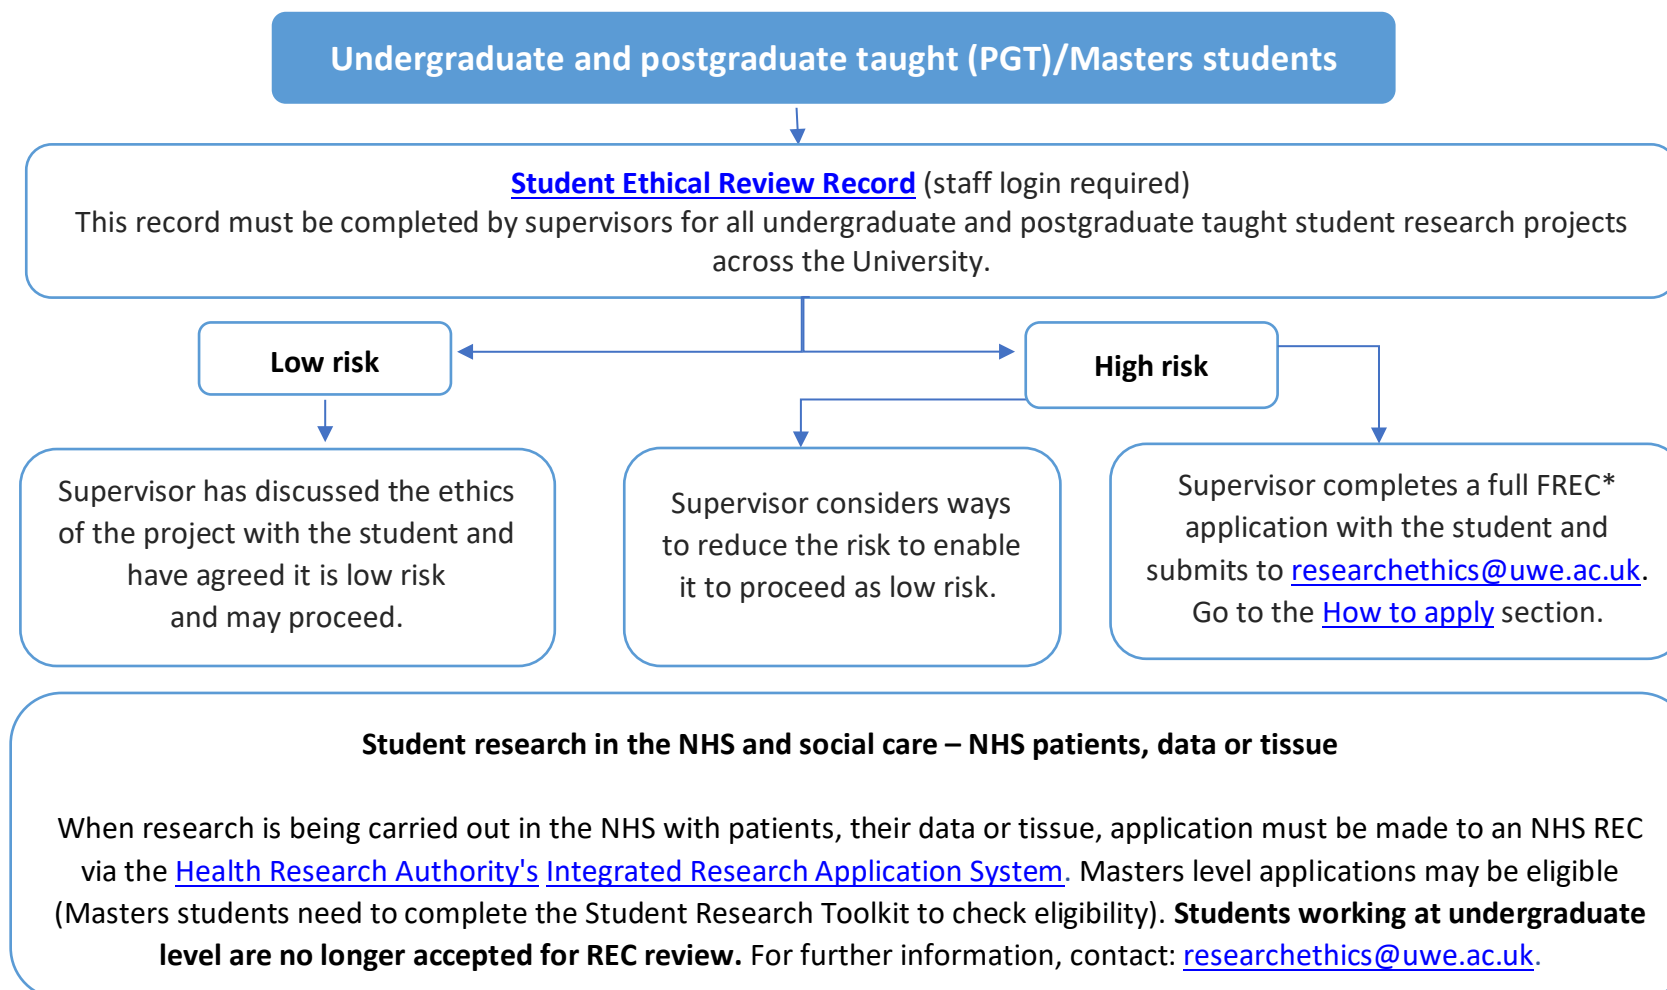 Undergraduate and postgraduate taught (PGT)/Masters students
Student Ethical Review Record (staff login required)
This record must be completed by supervisors for all undergraduate and postgraduate taught student research projects
across the University.
Low risk
High risk
Supervisor has discussed the ethics
of the project with the student and
have agreed it is low risk
and may proceed.
Supervisor considers ways
to reduce the risk to enable
it to proceed as low risk.
Supervisor completes a full FREC*
application with the student and
submits to researchethics@uwe.ac.uk.
Go to the How to apply section.
Student research in the NHS and social care – NHS patients, data or tissue
When research is being carried out in the NHS with patients, their data or tissue, application must be made to an NHS REC
via the Health Research Authority's Integrated Research Application System. Masters level applications may be eligible
(Masters students need to complete the Student Research Toolkit to check eligibility). Students working at undergraduate
level are no longer accepted for REC review. For further information, contact: researchethics@uwe.ac.uk.